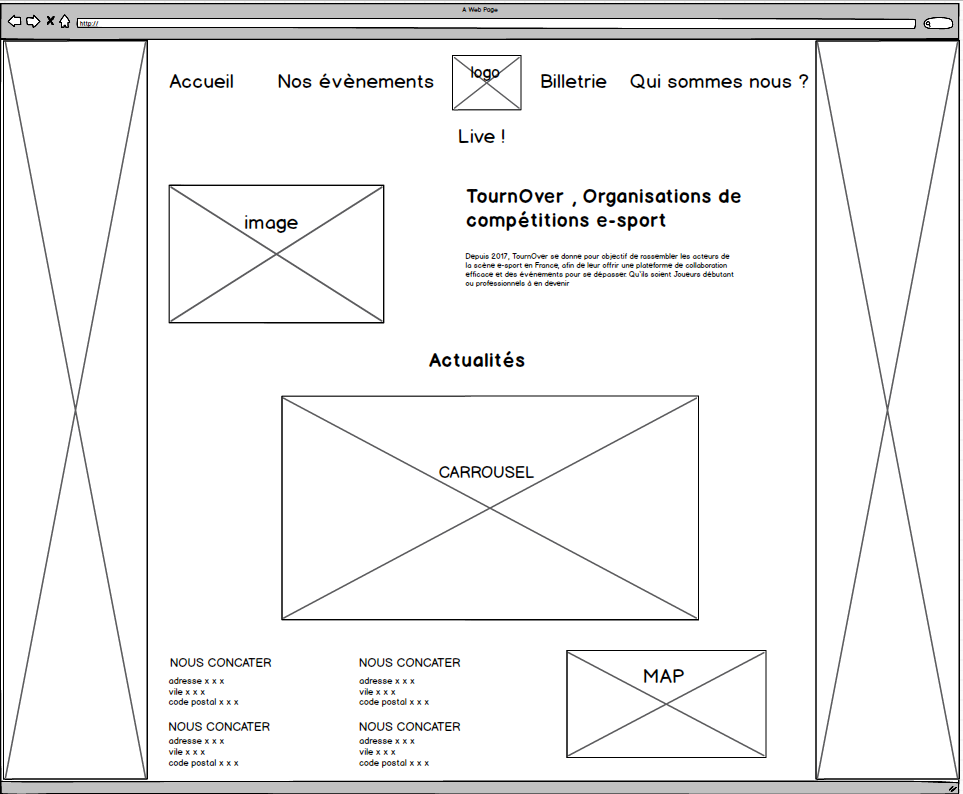 A Web Page
http://
Accueil
Nos évènements
logo
Billetrie
Qui sommes nous ?
Live !
image
TournOver , Organisations de
compétitions e-sport
Depuis 2017, TournOver se donne pour objectif de rassembler les acteurs de
la scène e-sport en France, afin de leur offrir une plateforme de collaboration
efficace et des événements pour se dépasser. Qu'ils soient Joueurs débutant
ou professionnels à en devenir
Actualités
CARROUSEL
NOUS CONCATER
adresse x x x
vile x x x
code postal x x x
NOUS CONCATER
adresse x x x
vile x x x
code postal x x x
MAP
NOUS CONCATER
adresse x x x
vile x x x
code postal x x x
NOUS CONCATER
adresse x x x
vile x x x
code postal x x x